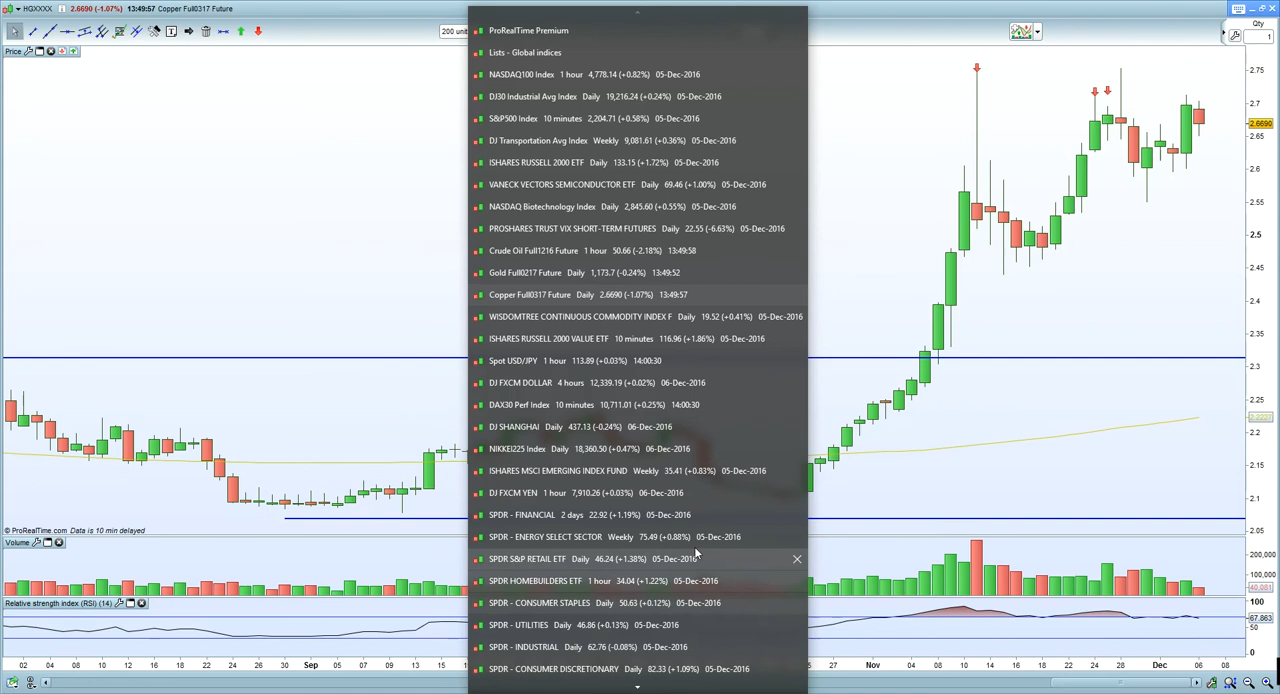 HGXXXX 2.6690 (-1.07%) 13:49:57 Copper Full0317 Future
200 units
Qty
1
Price
ProRealTime Premium
Lists - Global indices
NASDAQ100 Index 1 hour 4,778.14 (+0.82%) 05-Dec-2016
DJ30 Industrial Avg Index Daily 19,216.24 (+0.24%) 05-Dec-2016
S&P500 Index 10 minutes 2,204.71 (+0.58%) 05-Dec-2016
DJ Transportation Avg Index Weekly 9,081.61 (+0.36%) 05-Dec-2016
ISHARES RUSSELL 2000 ETF Daily 133.15 (+1.72%) 05-Dec-2016
VANECK VECTORS SEMICONDUCTOR ETF Daily 69.46 (+1.00%) 05-Dec-2016
NASDAQ Biotechnology Index Daily 2,845.60 (+0.55%) 05-Dec-2016
PROSHARES TRUST VIX SHORT-TERM FUTURES Daily 22.55 (-6.63%) 05-Dec-2016
Crude Oil Full1216 Future 1 hour 50.66 (-2.18%) 13:49:58
Gold Full0217 Future Daily 1,173.7 (-0.24%) 13:49:52
Copper Full0317 Future Daily 2.6690 (-1.07%) 13:49:57
WISDOMTREE CONTINUOUS COMMODITY INDEX F Daily 19.52 (+0.41%) 05-Dec-2016
ISHARES RUSSELL 2000 VALUE ETF 10 minutes 116.96 (+1.86%) 05-Dec-2016
Spot USD/JPY 1 hour 113.89 (+0.03%) 14:00:30
DJ FXCM DOLLAR 4 hours 12,339.19 (+0.02%) 06-Dec-2016
DAX30 Perf Index 10 minutes 10,711.01 (+0.25%) 14:00:30
DJ SHANGHAI Daily 437.13 (-0.24%) 06-Dec-2016
NIKKEI225 Index Daily 18,360.50 (+0.47%) 06-Dec-2016
ISHARES MSCI EMERGING INDEX FUND Weekly 35.41 (+0.83%) 05-Dec-2016
DJ FXCM YEN 1 hour 7,910.26 (+0.03%) 06-Dec-2016
SPDR - FINANCIAL 2 days 22.92 (+1.19%) 05-Dec-2016
SPDR - ENERGY SELECT SECTOR Weekly 75.49 (+0.88%) 05-Dec-2016
SPDR S&P RETAIL ETF Daily 46.24 (+1.38%) 05-Dec-2016
SPDR HOMEBUILDERS ETF 1 hour 34.04 (+1.22%) 05-Dec-2016
SPDR - CONSUMER STAPLES Daily 50.63 (+0.12%) 05-Dec-2016
SPDR - UTILITIES Daily 46.86 (+0.13%) 05-Dec-2016
SPDR - INDUSTRIAL Daily 62.76 (-0.08%) 05-Dec-2016
SPDR - CONSUMER DISCRETIONARY Daily 82.33 (+1.09%) 05-Dec-2016
2.75
2.7
2.6690
2.65
2.6
2.55
2.5
2.45
2.4
2.35
2.3
2.25
2.2
2.15
2.1
2.05
© ProRealTime.com Data is 10 min delayed
Volume
200,000
100,000
40,081
Relative strength index (RSI) (14)
100
67.863
50
0
02 04 08 10 12 16 18 22 24 26 30 Sep 05 07 09 13 15 27 Nov 04 08 10 14 16 18 22 24 28 Dec 06 08